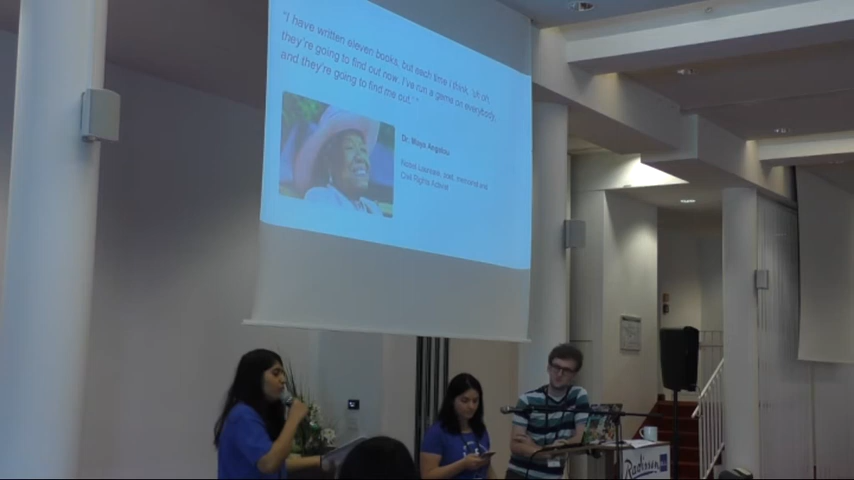 “I have written eleven books, but each time I think, ‘Uh oh,
they’re going to find out now. I’ve run a game on everybody,
and they’re going to find me out.’ ”
Dr. Maya Angelou
Nobel Laureate, poet, memoirist and
Civil Rights Activist
Radisson